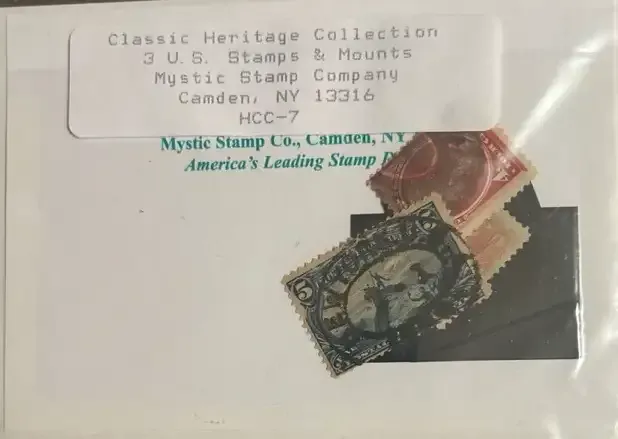 Classic Heritage Collection
3 U.S. Stamps & Mounts
Mystic Stamp Company
Camden, NY 13316
HCC-7
Mystic Stamp Co., Camden, NY
America's Leading Stamp
5